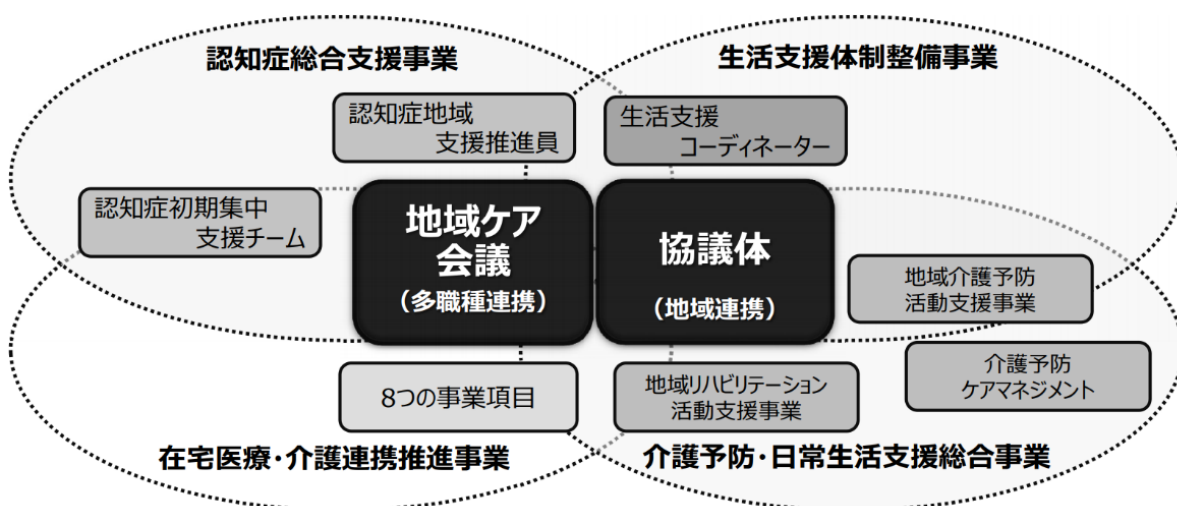 認知症総合支援事業
生活支援体制整備事業
認知症地域
支援推進員
生活支援
コーディネーター
認知症初期集中
支援チーム
地域ケア
会議
（多職種連携）
協議体
（地域連携）
地域介護予防
活動支援事業
介護予防
ケアマネジメント
8つの事業項目
地域リハビリテーション
活動支援事業
在宅医療・介護連携推進事業
介護予防・日常生活支援総合事業